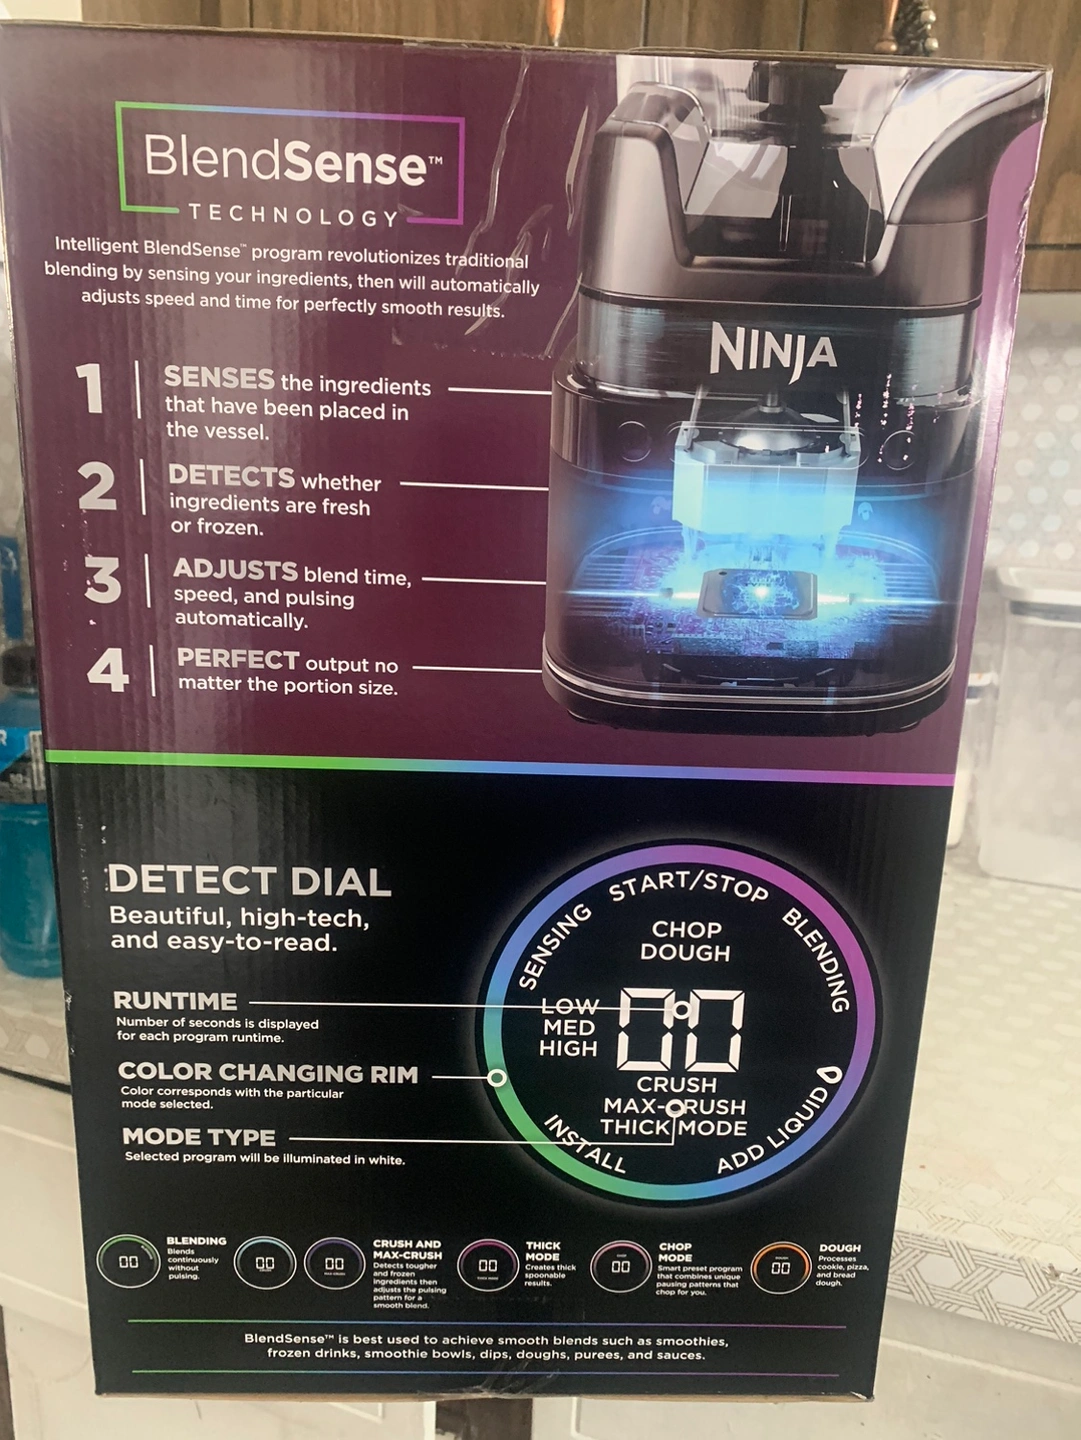 BlendSense™
TECHNOLOGY
Intelligent BlendSense™ program revolutionizes traditional
blending by sensing your ingredients, then will automatically
adjusts speed and time for perfectly smooth results.
1
SENSES the ingredients
that have been placed in
the vessel.
2
DETECTS whether
ingredients are fresh
or frozen.
3
ADJUSTS blend time,
speed, and pulsing
automatically.
4
PERFECT output no
matter the portion size.
NINJA
DETECT DIAL
Beautiful, high-tech,
and easy-to-read.
RUNTIME
Number of seconds is displayed
for each program runtime.
COLOR CHANGING RIM
Color corresponds with the particular
mode selected.
MODE TYPE
Selected program will be illuminated in white.
SENSING
START/STOP
BLENDING
CHOP
DOUGH
LOW
MED
HIGH
00
CRUSH
MAX-CRUSH
THICK MODE
INSTALL
ADD LIQUID
00
BLENDING
Blends
continuously
without
pulsing.
00
00
CRUSH AND
MAX-CRUSH
Detects tougher
and frozen
ingredients then
adjusts the pulsing
pattern for a
smooth blend.
00
THICK
MODE
Creates thick
spoonable
results.
00
CHOP
MODE
Smart preset program
that combines unique
pausing patterns that
chop for you.
00
DOUGH
Processes
cookie, pizza,
and bread
dough.
BlendSense™ is best used to achieve smooth blends such as smoothies,
frozen drinks, smoothie bowls, dips, doughs, purees, and sauces.